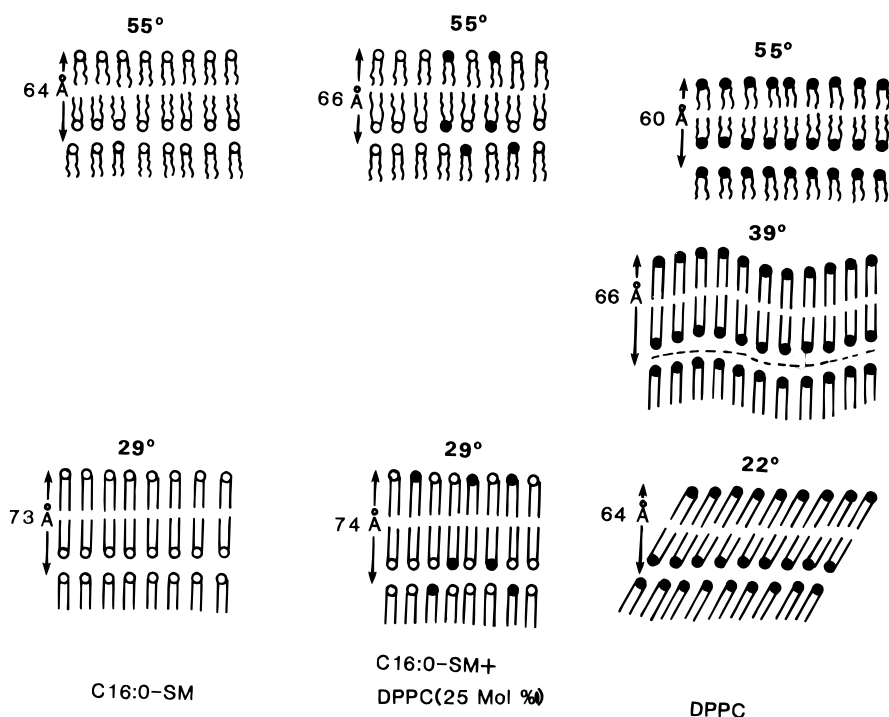 55°
64 Å
55°
66 Å
55°
60 Å
39°
66 Å
29°
73 Å
29°
74 Å
22°
64 Å
C16:0-SM
C16:0-SM+
DPPC(25 Mol %)
DPPC